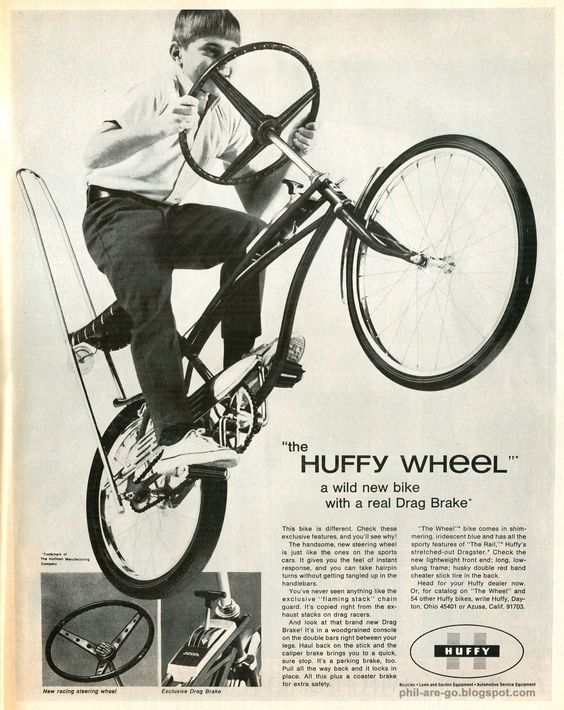 "the
HUFFY WHEEL"*
a wild new bike
with a real Drag Brake*
This bike is different. Check these
exclusive features, and you'll see why!
The handsome, new steering wheel
is just like the ones on the sports
cars. It gives you the feel of instant
response, and you can take hairpin
turns without getting tangled up in the
handlebars.
You've never seen anything like the
exclusive "flaming stack" chain
guard. It's copied right from the ex-
haust stacks on drag racers.
And look at that brand new Drag
Brake! It's in a woodgrained console
on the double bars right between your
legs. Haul back on the stick and the
caliper brake brings you to a quick,
sure stop. It's a parking brake, too.
Pull all the way back and it locks in
place. All this plus a coaster brake
for extra safety.
"The Wheel"* bike comes in shim-
mering, iridescent blue and has all the
sporty features of "The Rail,"* Huffy's
stretched-out Dragster.* Check the
new lightweight front end; long, low-
slung frame; husky double red band
cheater slick tire in the back.
Head for your Huffy dealer now.
Or, for catalog on "The Wheel" and
54 other Huffy bikes, write Huffy, Day-
ton, Ohio 45401 or Azusa, Calif. 91703.
*Trademark of
The Huffman Manufacturing
Company
New racing steering wheel
Exclusive Drag Brake
HUFFY
Bicycles • Lawn and Garden Equipment • Automotive Service Equipment
phil-are-go.blogspot.com